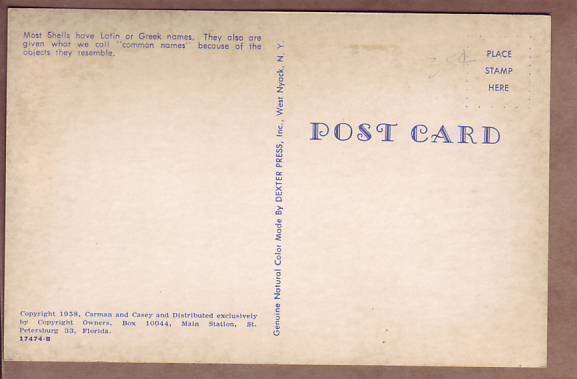 Most Shells have Latin or Greek names. They also are
given what we call "common names" because of the
objects they resemble.
PLACE
STAMP
HERE
POST CARD
Genuine Natural Color Made By DEXTER PRESS, Inc., West Nyack, N. Y.
Copyright 1958, Carman and Casey and Distributed exclusively
by Copyright Owners, Box 10044, Main Station, St.
Petersburg 33, Florida.
17474-B